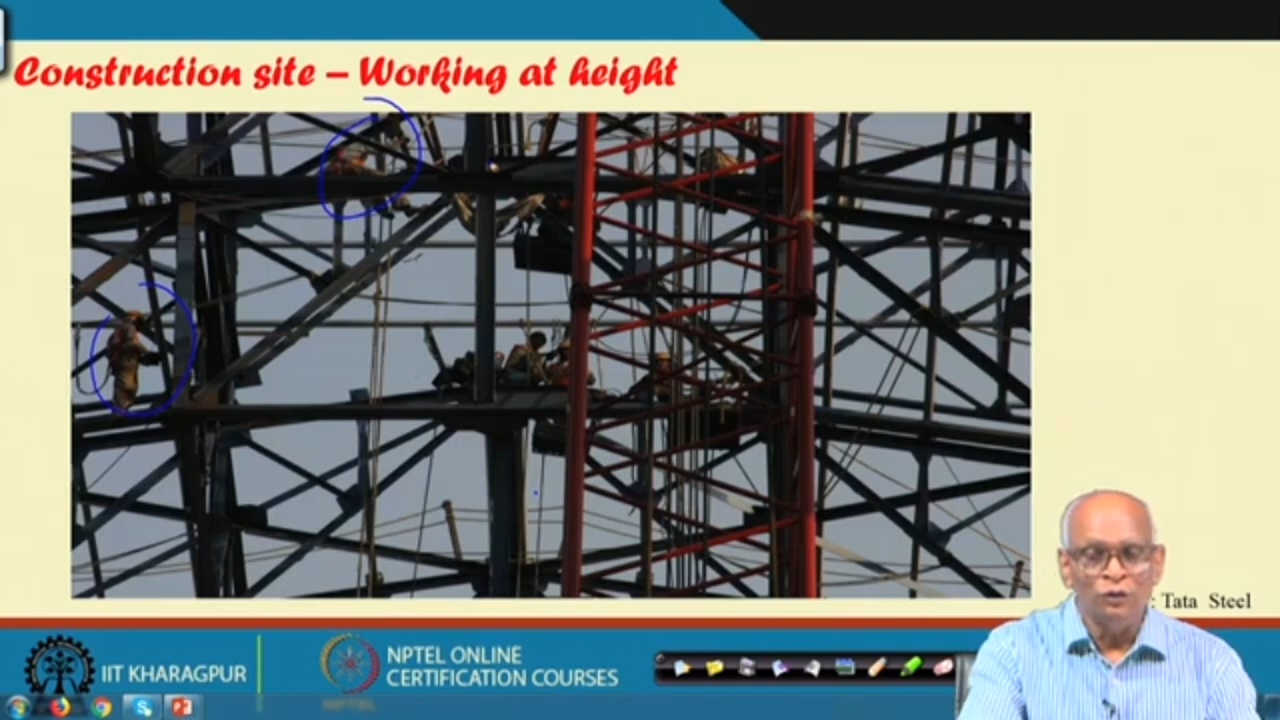 Construction site – Working at height
: Tata Steel
IIT KHARAGPUR
NPTEL ONLINE
CERTIFICATION COURSES